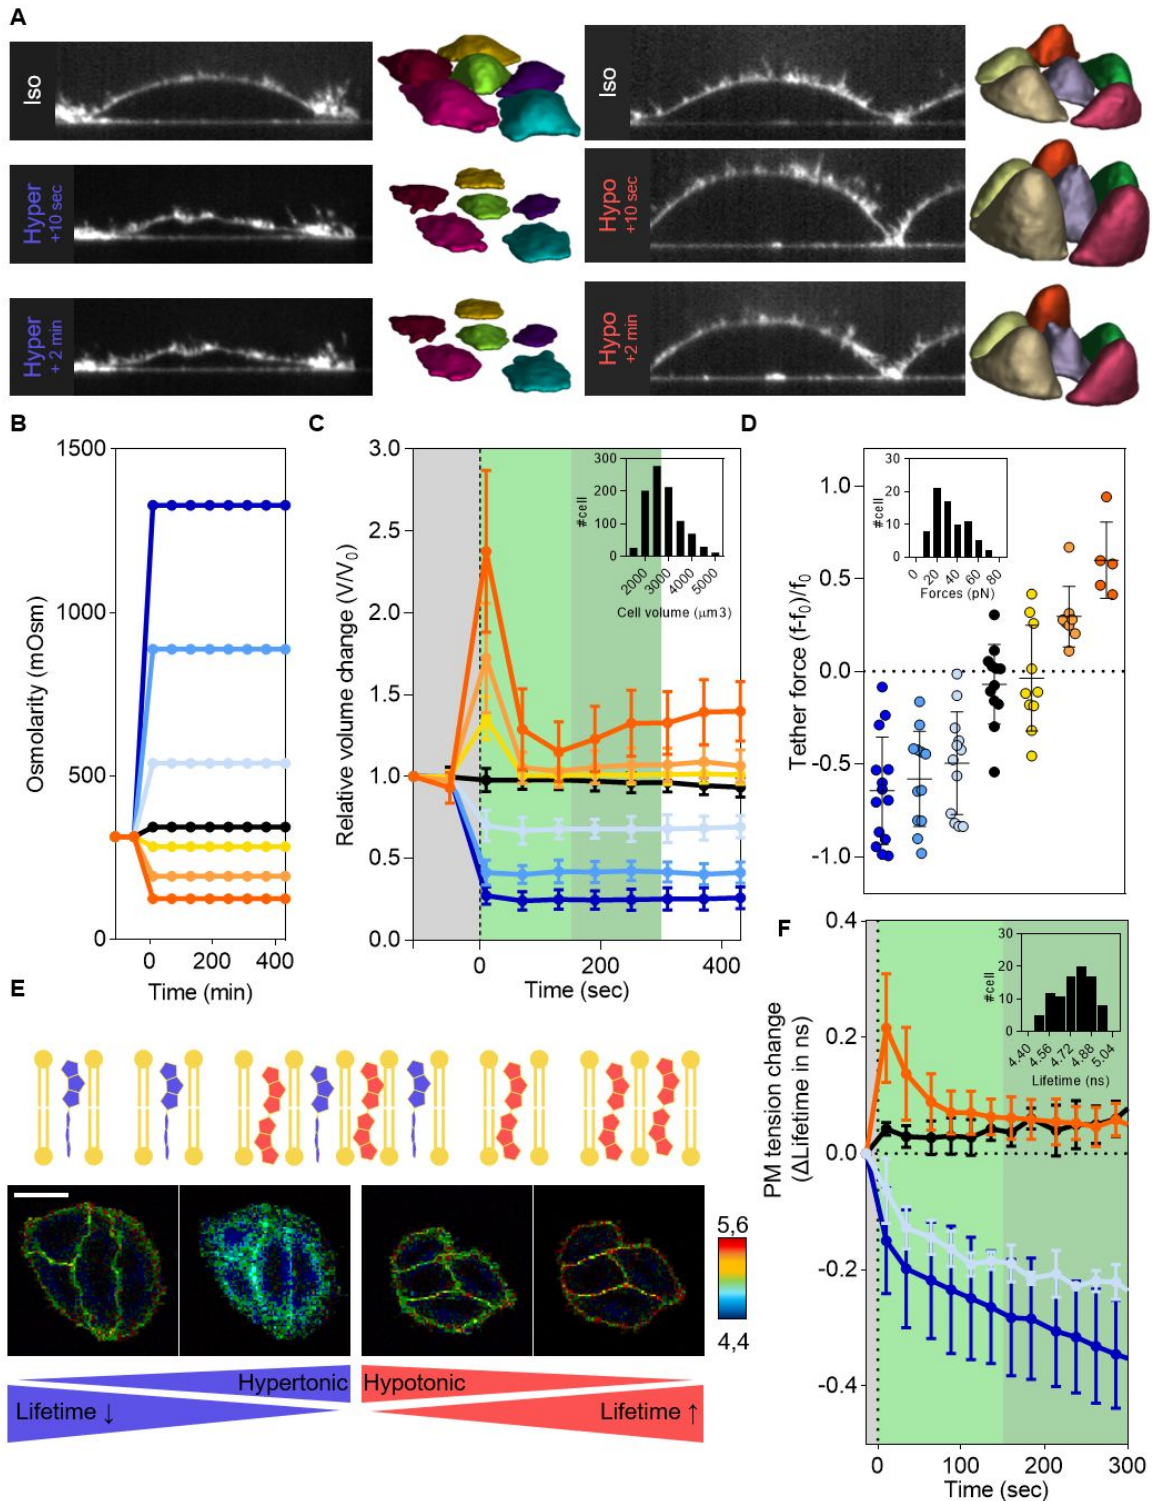 A
Iso
Iso
Hyper
+10 sec
Hypo
+10 sec
Hyper
+ 2 min
Hypo
+2 min
B
Osmolarity (mOsm)
1500
1000
500
0
0 200 400
Time (min)
C
Relative volume change (V/V0)
3.0
2.5
2.0
1.5
1.0
0.5
0.0
0 200 400
Time (sec)
#cell
300
200
100
0
2000 3000 4000 5000
Cell volume (μm3)
D
Tether force (f-f0)/f0
1.0
0.5
0.0
-0.5
-1.0
#cell
30
20
10
0
0 20 40 60 80
Forces (pN)
E
5,6
4,4
Hypertonic
Hypotonic
Lifetime ↓
Lifetime ↑
F
PM tension change
(ΔLifetime in ns)
0.4
0.2
0.0
-0.2
-0.4
0 100 200 300
Time (sec)
#cell
30
20
10
0
4.40 4.56 4.72 4.88 5.04
Lifetime (ns)